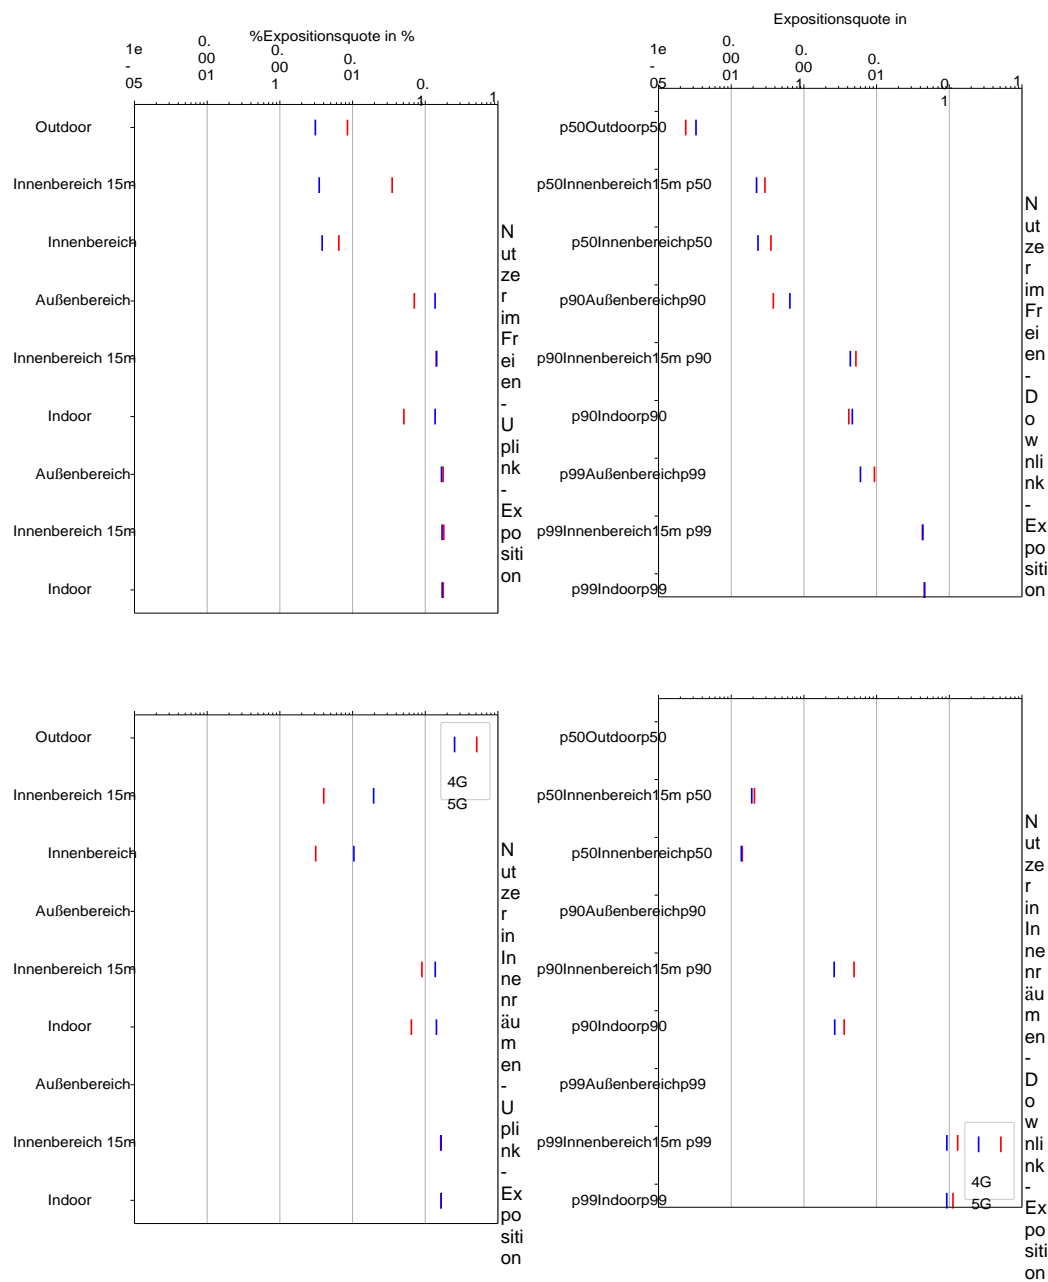 %Expositionsquote in %
1e
-
05
0.
00
01
0.
00
1
0.
01
0.
1
1
Outdoor
Innenbereich 15m
Innenbereich
Außenbereich
Innenbereich 15m
Indoor
Außenbereich
Innenbereich 15m
Indoor
N
ut
ze
r
im
Fr
ei
en
-
U
pli
nk
-
Ex
po
siti
on
Expositionsquote in
1e
-
05
0.
00
01
0.
00
1
0.
01
0.
1
1
p50Outdoorp50
p50Innenbereich15m p50
p50Innenbereichp50
p90Außenbereichp90
p90Innenbereich15m p90
p90Indoorp90
p99Außenbereichp99
p99Innenbereich15m p99
p99Indoorp99
N
ut
ze
r
im
Fr
ei
en
-
D
o
w
nli
nk
-
Ex
po
siti
on
Outdoor
Innenbereich 15m
Innenbereich
Außenbereich
Innenbereich 15m
Indoor
Außenbereich
Innenbereich 15m
Indoor
4G
5G
N
ut
ze
r
in
In
ne
nr
äu
m
en
-
U
pli
nk
-
Ex
po
siti
on
p50Outdoorp50
p50Innenbereich15m p50
p50Innenbereichp50
p90Außenbereichp90
p90Innenbereich15m p90
p90Indoorp90
p99Außenbereichp99
p99Innenbereich15m p99
p99Indoorp99
4G
5G
N
ut
ze
r
in
In
ne
nr
äu
m
en
-
D
o
w
nli
nk
-
Ex
po
siti
on